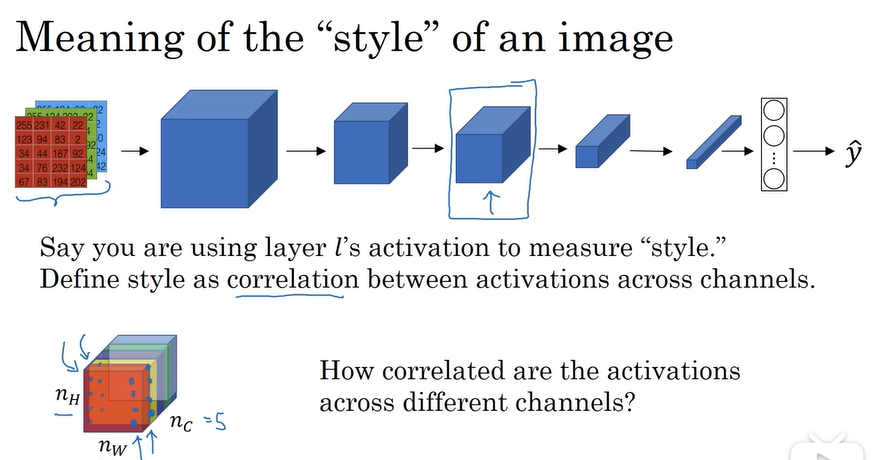 Meaning of the “style” of an image
255 231 42 22
123 94 83 2
34 44 187 92
34 76 232 124
67 83 194 202
ŷ
Say you are using layer l’s activation to measure “style.”
Define style as correlation between activations across channels.
How correlated are the activations
across different channels?
n_H
n_C =5
n_W